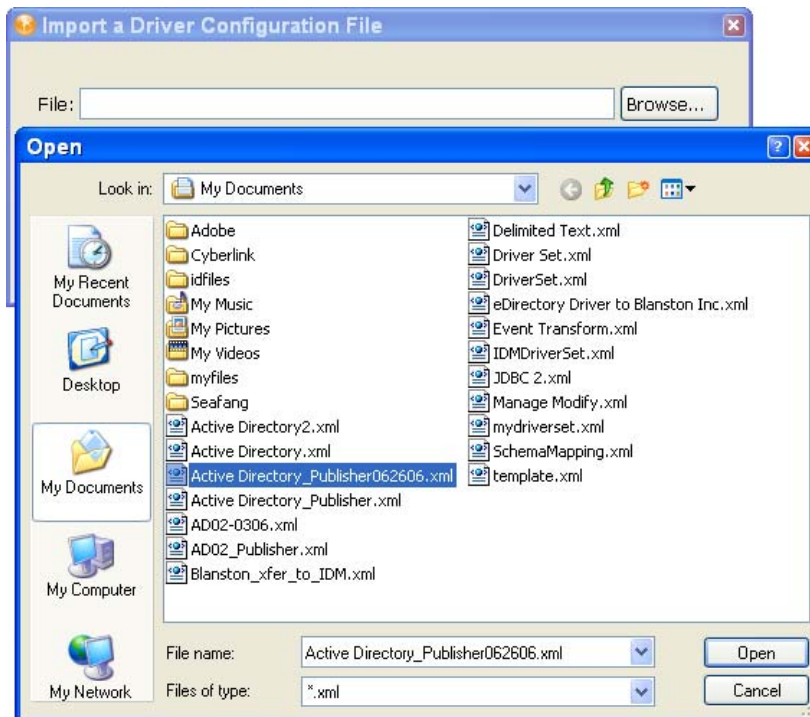 Import a Driver Configuration File
File:
Browse...
Open
Look in:
My Documents
My Recent
Documents
Desktop
My Documents
My Computer
My Network
Adobe
Cyberlink
idfiles
My Music
My Pictures
My Videos
myfiles
Seafang
Active Directory2.xml
Active Directory.xml
Active Directory_Publisher062606.xml
Active Directory_Publisher.xml
AD02-0306.xml
AD02_Publisher.xml
Blanston_xfer_to_IDM.xml
Delimited Text.xml
Driver Set.xml
DriverSet.xml
eDirectory Driver to Blanston Inc.xml
Event Transform.xml
IDMDriverSet.xml
JDBC 2.xml
Manage Modify.xml
mydriverset.xml
SchemaMapping.xml
template.xml
File name:
Active Directory_Publisher062606.xml
Open
Files of type:
*.xml
Cancel